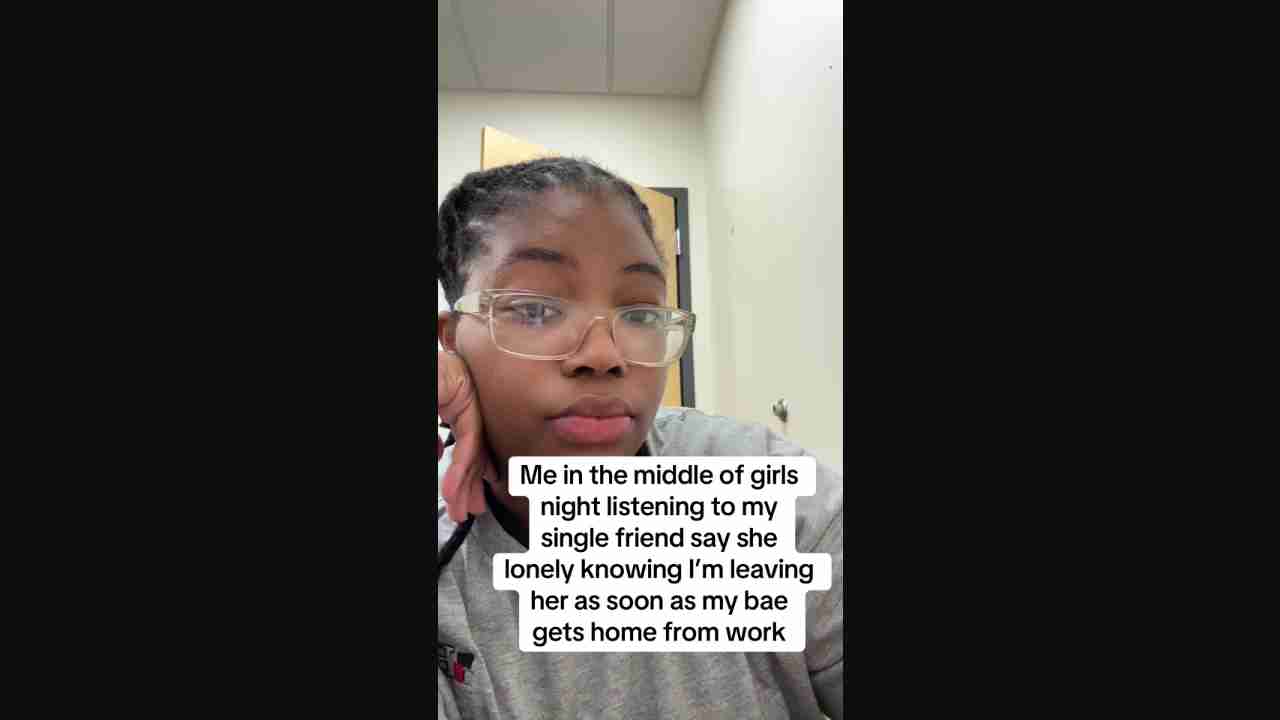 Me in the middle of girls
night listening to my
single friend say she
lonely knowing I’m leaving
her as soon as my bae
gets home from work